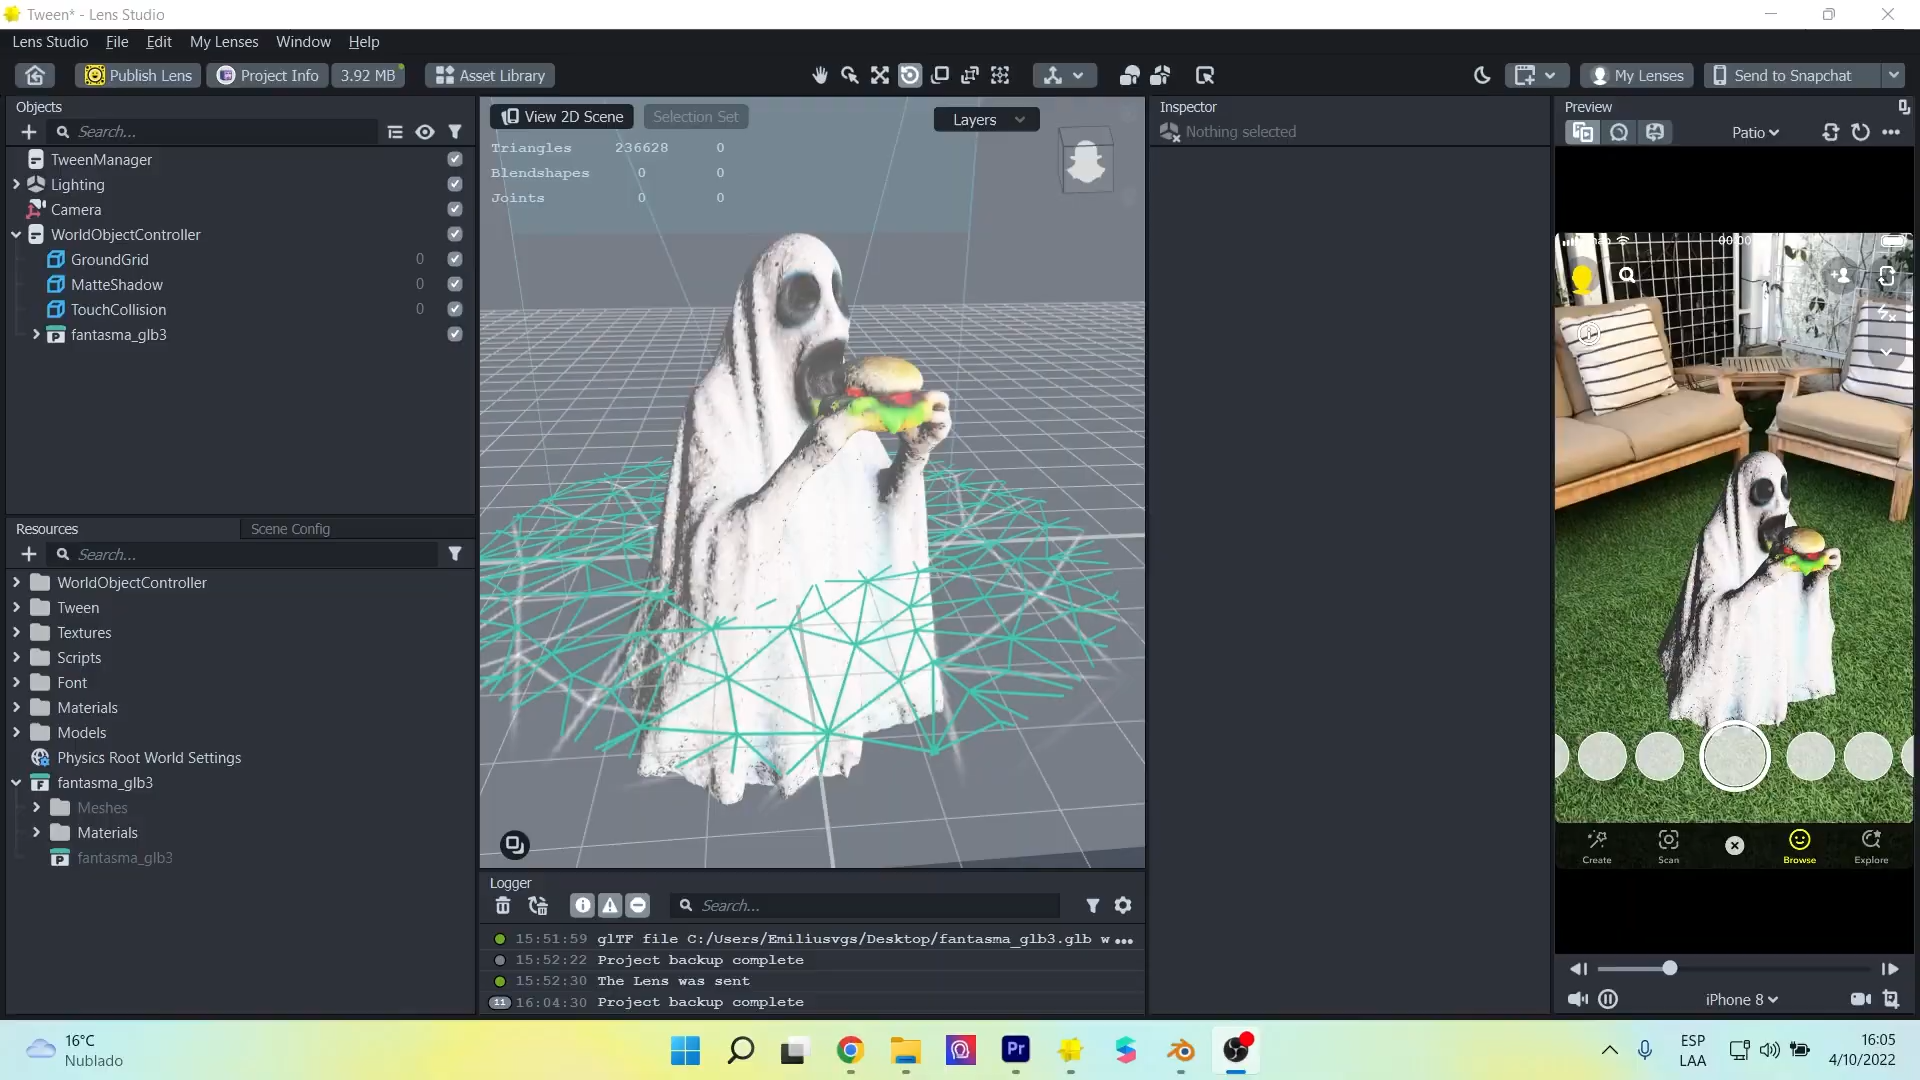 Tween* - Lens Studio
Lens Studio File Edit My Lenses Window Help
Publish Lens Project Info 3.92 MB Asset Library My Lenses Send to Snapchat
Objects
Search...
TweenManager
Lighting
Camera
WorldObjectController
GroundGrid 0
MatteShadow 0
TouchCollision 0
fantasma_glb3
Resources Scene Config
Search...
WorldObjectController
Tween
Textures
Scripts
Font
Materials
Models
Physics Root World Settings
fantasma_glb3
Meshes
Materials
fantasma_glb3
View 2D Scene Selection Set Layers
Triangles 236628 0
Blendshapes 0 0
Joints 0 0
Logger
Search...
15:51:59 glTF file C:/Users/Emiliusvgs/Desktop/fantasma_glb3.glb w
15:52:22 Project backup complete
15:52:30 The Lens was sent
11 16:04:30 Project backup complete
Inspector
Nothing selected
Preview
Patio
00:00
Create Scan Browse Explore
iPhone 8
16°C
Nublado
Pr
ESP
LAA
16:05
4/10/2022